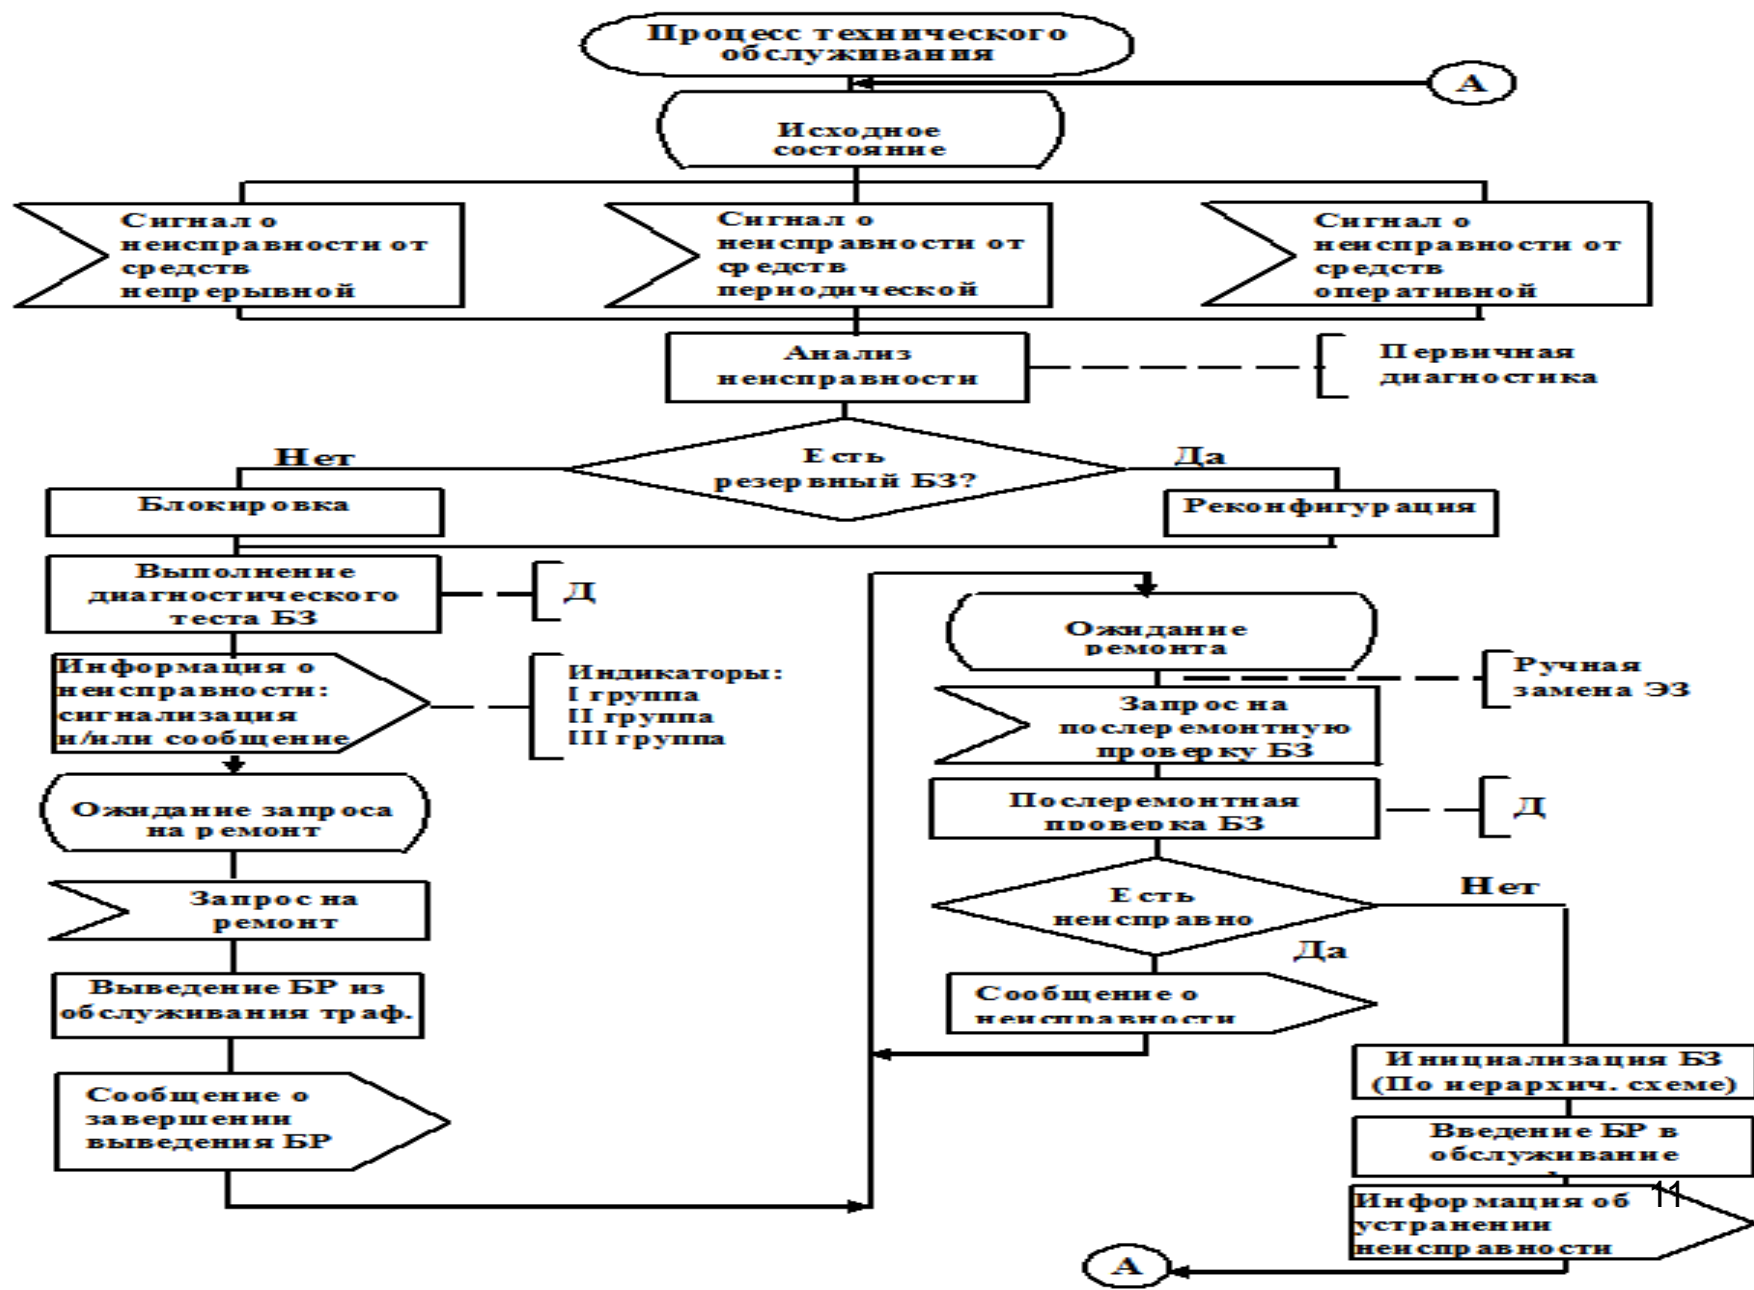 Процесс технического
обслуживания
А
Исходное
состояние
Сигнал о
неисправности от
средств
непрерывной
Сигнал о
неисправности от
средств
периодической
Сигнал о
неисправности от
средств
оперативной
Анализ
неисправности
Первичная
диагностика
Есть
резервный БЗ?
Нет
Да
Блокировка
Реконфигурация
Выполнение
диагностического
теста БЗ
Д
Информация о
неисправности:
сигнализация
и/или сообщение
Индикаторы:
I группа
II группа
III группа
Ожидание запроса
на ремонт
Запрос на
ремонт
Выведение БР из
обслуживания траф.
Сообщение о
завершении
выведения БР
Ожидание
ремонта
Ручная
замена ЭЗ
Запрос на
послеремонтную
проверку БЗ
Послеремонтная
проверка БЗ
Д
Есть
неисправно
Нет
Да
Сообщение о
неисправности
Инициализация БЗ
(По иерархич. схеме)
Введение БР в
обслуживание
Информация об
устранении
неисправности
11
А